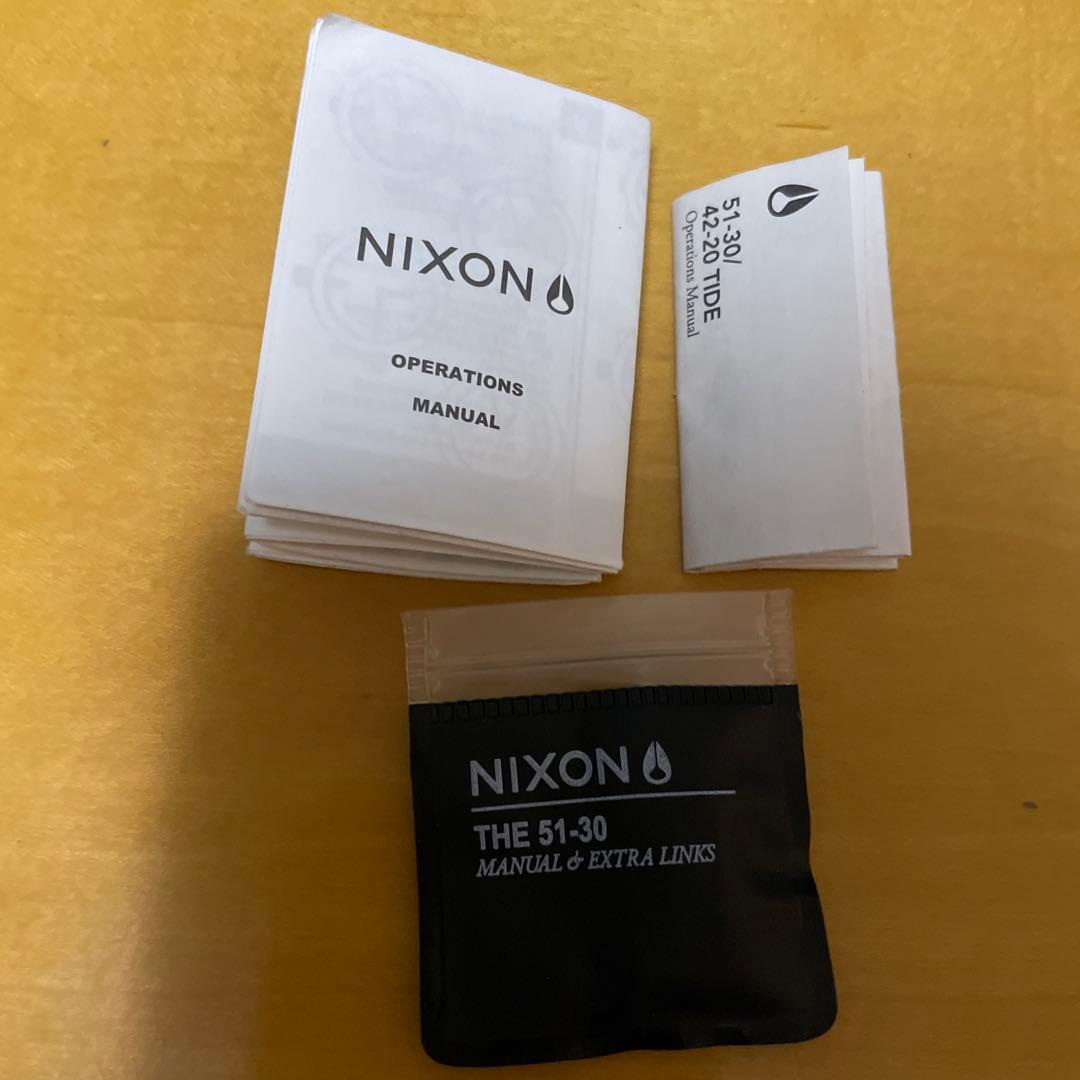 NIXON
OPERATIONS
MANUAL
51-30/
42-20 TIDE
Operations Manual
NIXON
THE 51-30
MANUAL & EXTRA LINKS